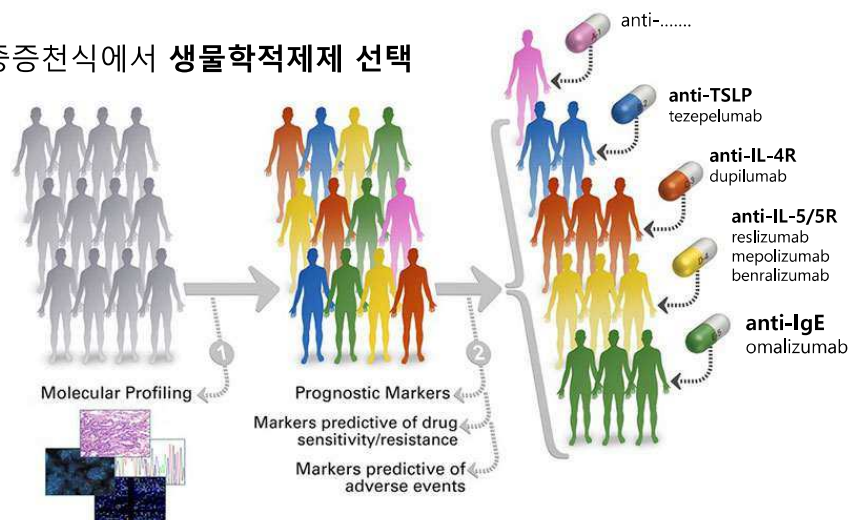 중증천식에서 생물학적제제 선택
anti-.......
anti-TSLP
tezepelumab
anti-IL-4R
dupilumab
anti-IL-5/5R
reslizumab
mepolizumab
benralizumab
anti-IgE
omalizumab
1
2
Molecular Profiling
Prognostic Markers
Markers predictive of drug
sensitivity/resistance
Markers predictive of
adverse events